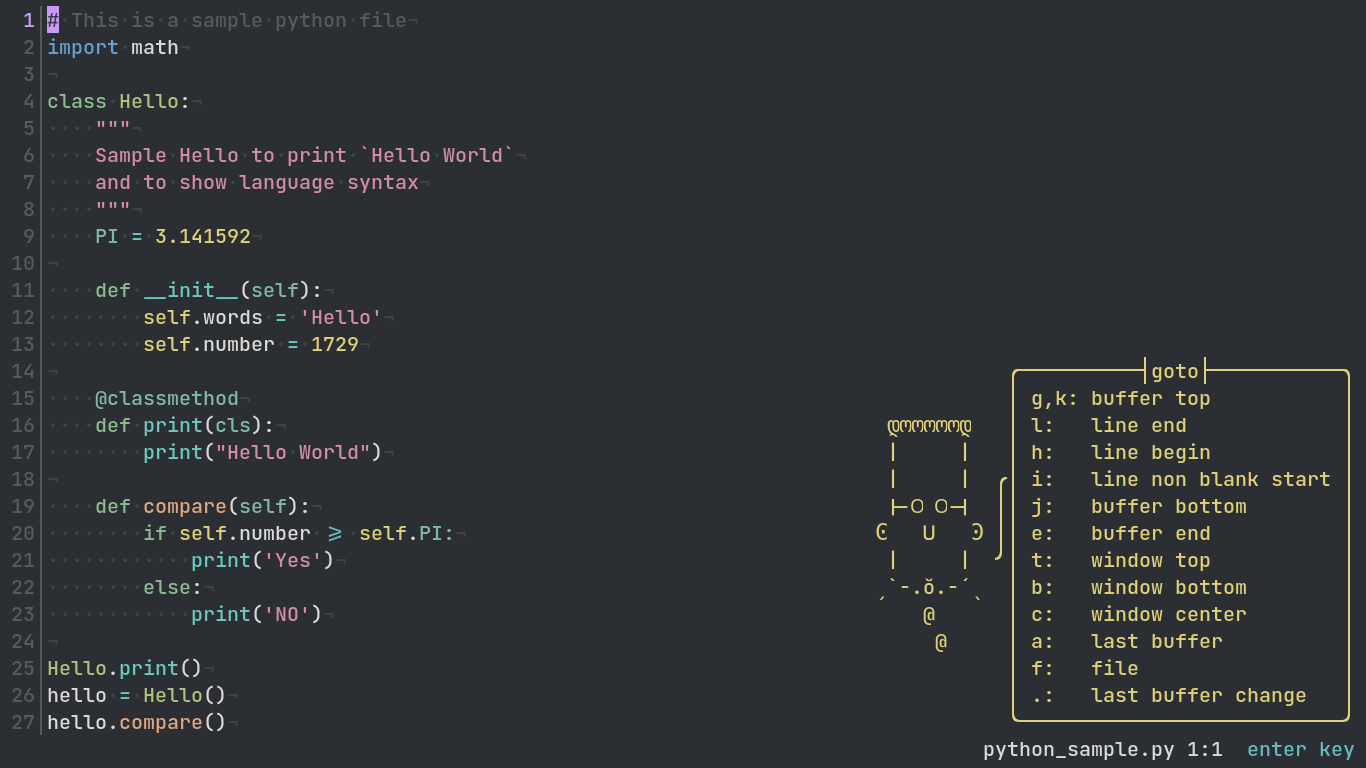 1 # This is a sample python file
2 import math
3
4 class Hello:
5     """
6     Sample Hello to print `Hello World`
7     and to show language syntax
8     """
9     PI = 3.141592
10
11     def __init__(self):
12         self.words = 'Hello'
13         self.number = 1729
14
15     @classmethod
16     def print(cls):
17         print("Hello World")
18
19     def compare(self):
20         if self.number >= self.PI:
21             print('Yes')
22         else:
23             print('NO')
24
25 Hello.print()
26 hello = Hello()
27 hello.compare()
goto
g,k: buffer top
l: line end
h: line begin
i: line non blank start
j: buffer bottom
e: buffer end
t: window top
b: window bottom
c: window center
a: last buffer
f: file
.: last buffer change
python_sample.py 1:1 enter key